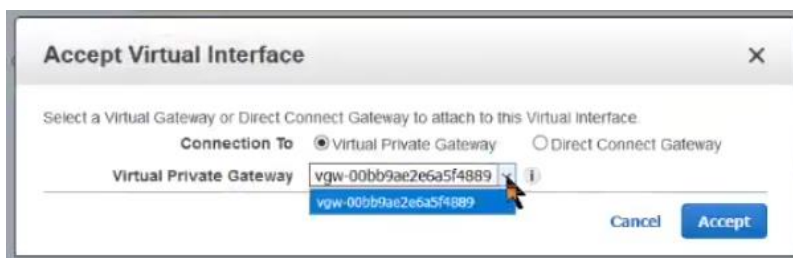 Accept Virtual Interface ×
Select a Virtual Gateway or Direct Connect Gateway to attach to this Virtual Interface.
Connection To Virtual Private Gateway Direct Connect Gateway
Virtual Private Gateway vgw-00bb9ae2e6a5f4889 i
vgw-00bb9ae2e6a5f4889
Cancel Accept